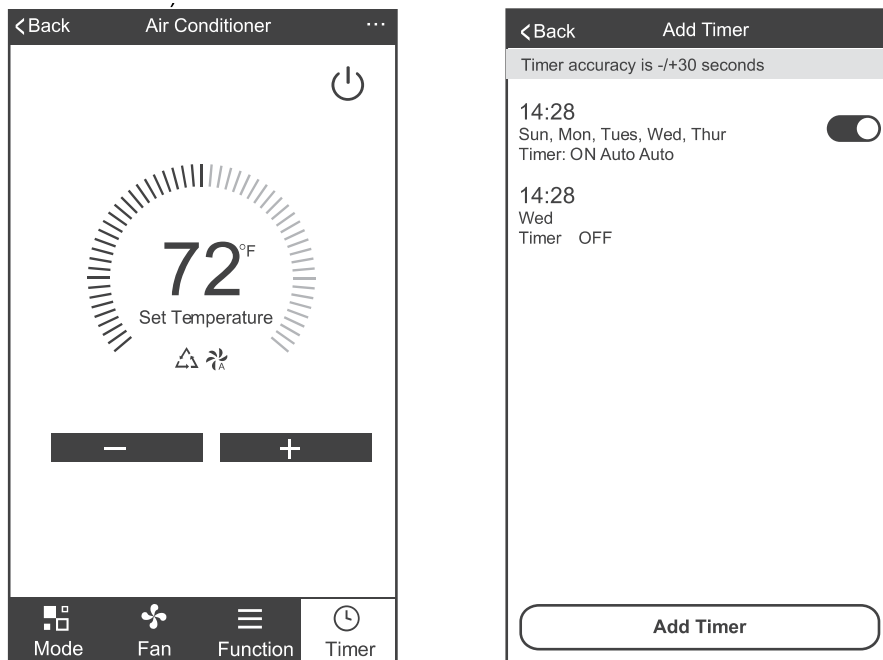 Back
Air Conditioner
...
72°F
Set Temperature
A
−
+
Mode
Fan
Function
Timer
Back
Add Timer
Timer accuracy is -/+30 seconds
14:28
Sun, Mon, Tues, Wed, Thur
Timer: ON Auto Auto
14:28
Wed
Timer OFF
Add Timer